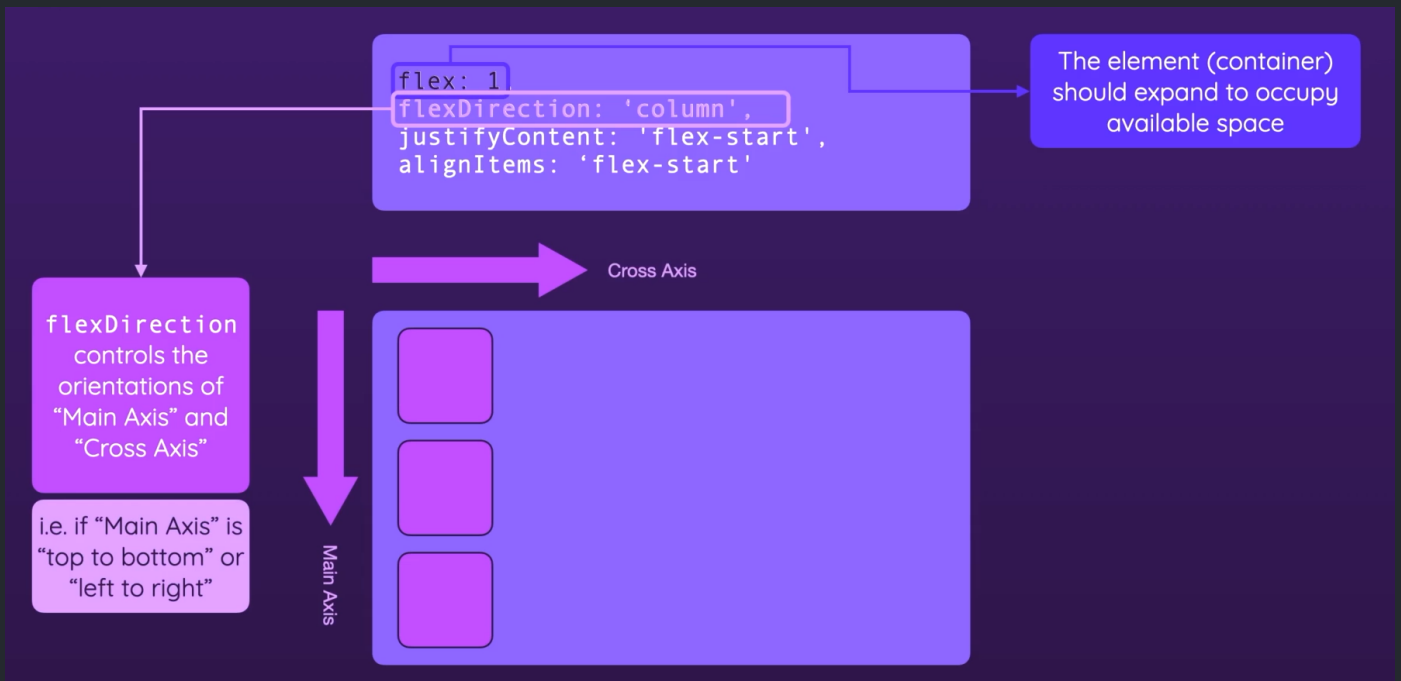 flex: 1,
flexDirection: ‘column',
justifyContent: 'flex-start',
alignItems: ‘flex-start'
The element (container)
should expand to occupy
available space
Cross Axis
flexDirection
controls the
orientations of
“Main Axis” and
“Cross Axis”
i.e. if “Main Axis” is
“top to bottom” or
“left to right”
Main Axis